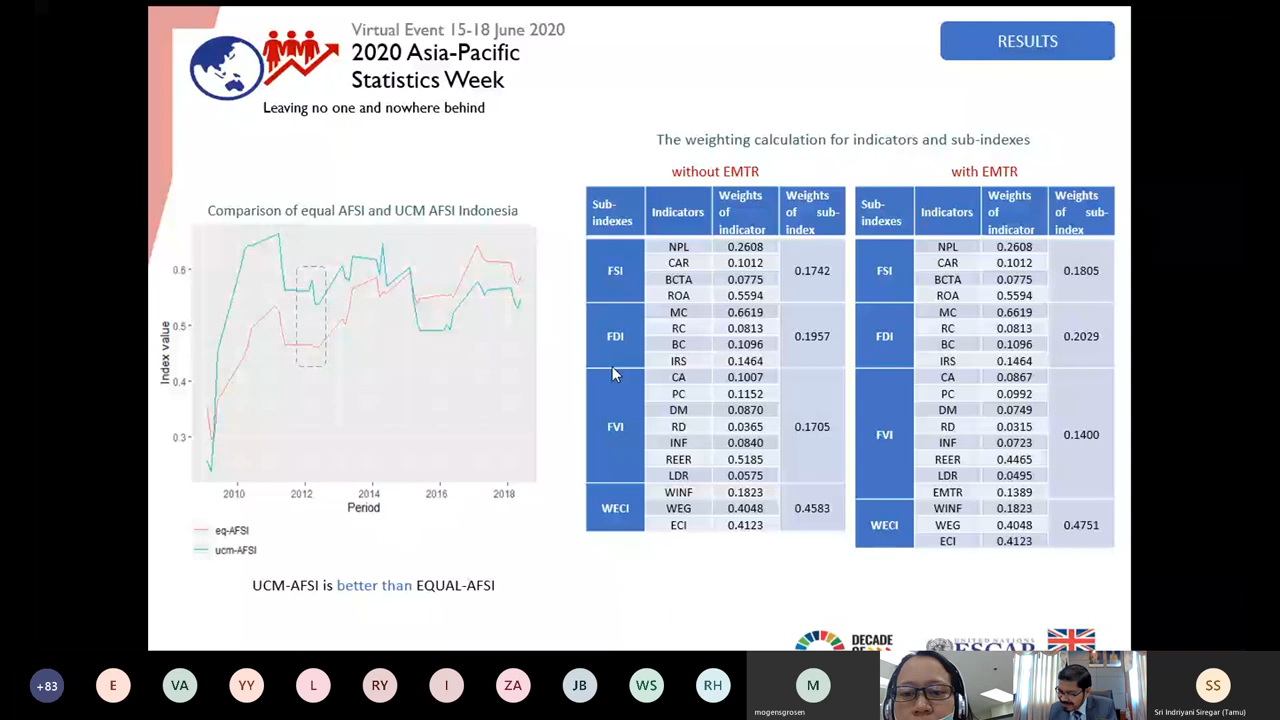 Virtual Event 15-18 June 2020
2020 Asia-Pacific
Statistics Week
Leaving no one and nowhere behind
RESULTS
The weighting calculation for indicators and sub-indexes
without EMTR
with EMTR
Comparison of equal AFSI and UCM AFSI Indonesia
Index value
0.6
0.5
0.4
0.3
2010 2012 2014 2016 2018
Period
eq-AFSI
ucm-AFSI
UCM-AFSI is better than EQUAL-AFSI
Sub-indexes Indicators Weights of indicator Weights of sub-index
FSI NPL 0.2608 0.1742
CAR 0.1012
BCTA 0.0775
ROA 0.5594
FDI MC 0.6619 0.1957
RC 0.0813
BC 0.1096
IRS 0.1464
FVI CA 0.1007 0.1705
PC 0.1152
DM 0.0870
RD 0.0365
INF 0.0840
REER 0.5185
LDR 0.0575
WECI WINF 0.1823 0.4583
WEG 0.4048
ECI 0.4123
Sub-indexes Indicators Weights of indicator Weights of sub-index
FSI NPL 0.2608 0.1805
CAR 0.1012
BCTA 0.0775
ROA 0.5594
FDI MC 0.6619 0.2029
RC 0.0813
BC 0.1096
IRS 0.1464
FVI CA 0.0867 0.1400
PC 0.0992
DM 0.0749
RD 0.0315
INF 0.0723
REER 0.4465
LDR 0.0495
EMTR 0.1389
WECI WINF 0.1823 0.4751
WEG 0.4048
ECI 0.4123
DECADE
UNITED NATIONS
ESCAP
+83 E VA YY L RY I ZA JB WS RH M SS
mogensgrosen
Sri Indriyani Siregar (Tamu)